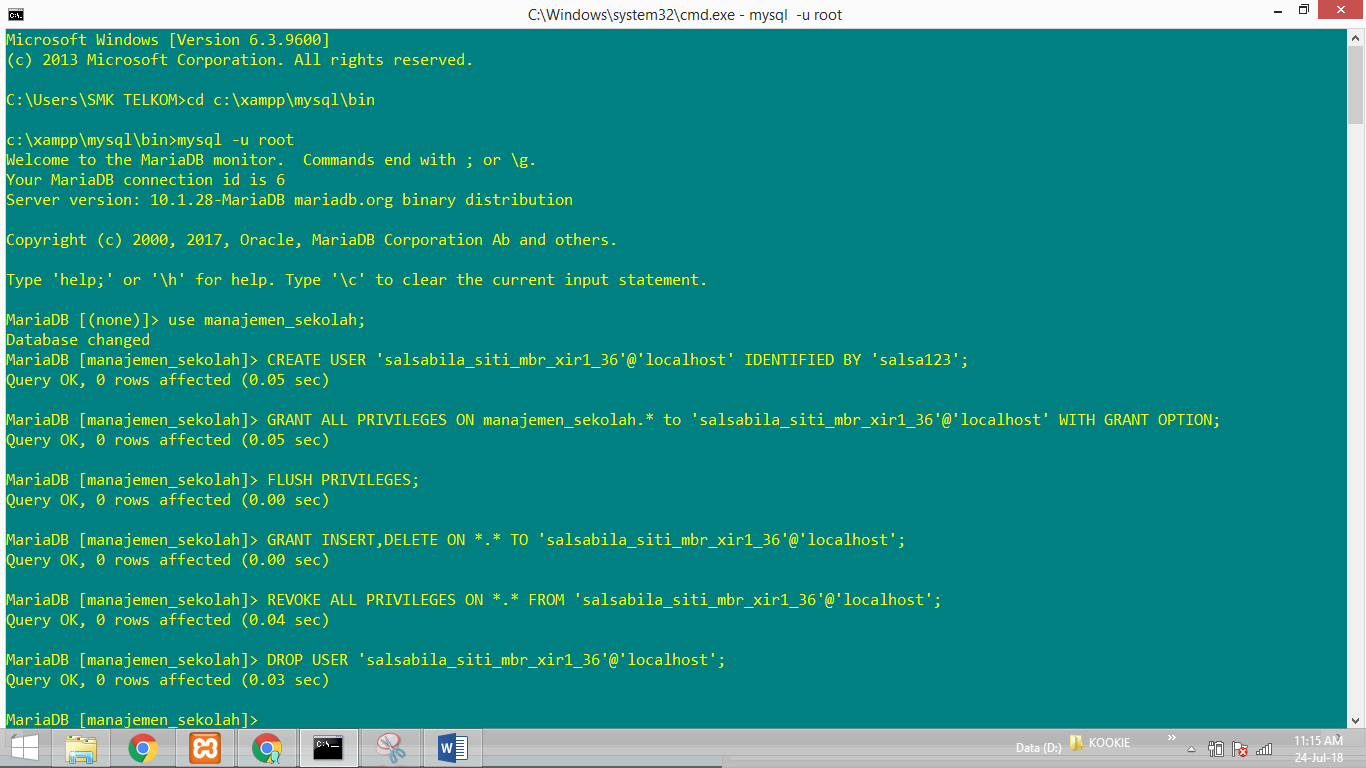 C:\Windows\system32\cmd.exe - mysql -u root
Microsoft Windows [Version 6.3.9600]
(c) 2013 Microsoft Corporation. All rights reserved.
C:\Users\SMK TELKOM>cd c:\xampp\mysql\bin
c:\xampp\mysql\bin>mysql -u root
Welcome to the MariaDB monitor.  Commands end with ; or \g.
Your MariaDB connection id is 6
Server version: 10.1.28-MariaDB mariadb.org binary distribution
Copyright (c) 2000, 2017, Oracle, MariaDB Corporation Ab and others.
Type 'help;' or '\h' for help. Type '\c' to clear the current input statement.
MariaDB [(none)]> use manajemen_sekolah;
Database changed
MariaDB [manajemen_sekolah]> CREATE USER 'salsabila_siti_mbr_xir1_36'@'localhost' IDENTIFIED BY 'salsa123';
Query OK, 0 rows affected (0.05 sec)
MariaDB [manajemen_sekolah]> GRANT ALL PRIVILEGES ON manajemen_sekolah.* to 'salsabila_siti_mbr_xir1_36'@'localhost' WITH GRANT OPTION;
Query OK, 0 rows affected (0.05 sec)
MariaDB [manajemen_sekolah]> FLUSH PRIVILEGES;
Query OK, 0 rows affected (0.00 sec)
MariaDB [manajemen_sekolah]> GRANT INSERT,DELETE ON *.* TO 'salsabila_siti_mbr_xir1_36'@'localhost';
Query OK, 0 rows affected (0.00 sec)
MariaDB [manajemen_sekolah]> REVOKE ALL PRIVILEGES ON *.* FROM 'salsabila_siti_mbr_xir1_36'@'localhost';
Query OK, 0 rows affected (0.04 sec)
MariaDB [manajemen_sekolah]> DROP USER 'salsabila_siti_mbr_xir1_36'@'localhost';
Query OK, 0 rows affected (0.03 sec)
MariaDB [manajemen_sekolah]>
Data (D:) KOOKIE » 11:15 AM
24-Jul-18